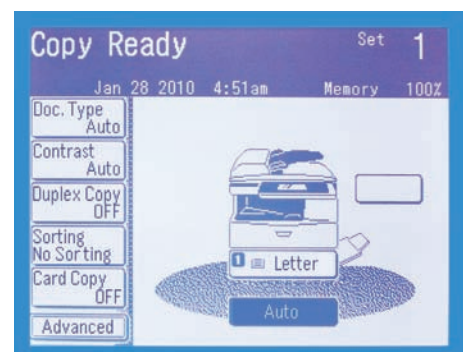 Copy Ready
Set 1
Jan 28 2010 4:51am Memory 100%
Doc. Type
Auto
Contrast
Auto
Duplex Copy
OFF
Sorting
No Sorting
Card Copy
OFF
Advanced
1 Letter
Auto